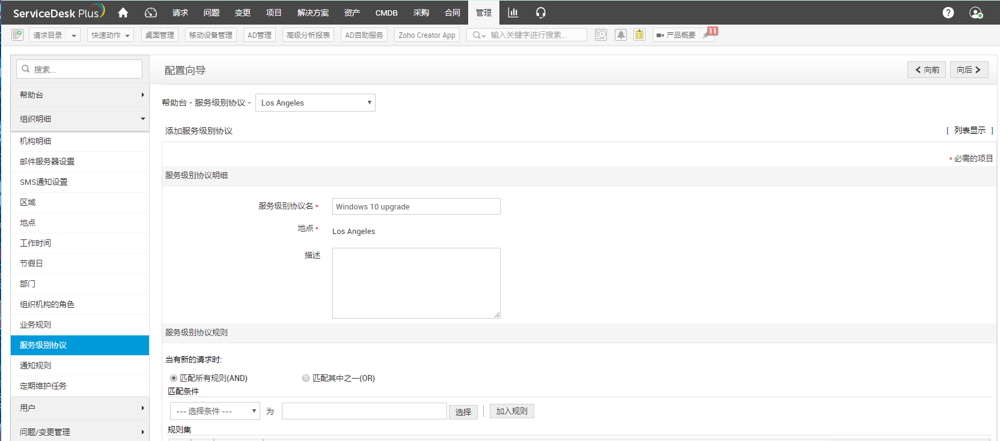 ServiceDesk Plus 请求 问题 变更 项目 解决方案 资产 CMDB 采购 合同 管理 ?
请求目录 快速动作 桌面管理 移动设备管理 AD管理 高级分析报表 AD自助服务 Zoho Creator App 输入关键字进行搜索... 产品概要 11
搜索...
帮助台
组织明细
机构明细
邮件服务器设置
SMS通知设置
区域
地点
工作时间
节假日
部门
组织机构的角色
业务规则
服务级别协议
通知规则
定期维护任务
用户
问题/变更管理
配置向导 向前 向后
帮助台 - 服务级别协议 - Los Angeles
添加服务级别协议 [ 列表显示 ]
* 必需的项目
服务级别协议明细
服务级别协议名 * Windows 10 upgrade
地点 * Los Angeles
描述
服务级别协议规则
当有新的请求时:
匹配所有规则(AND) 匹配其中之一(OR)
匹配条件
--- 选择条件 --- 为 选择 加入规则
规则集